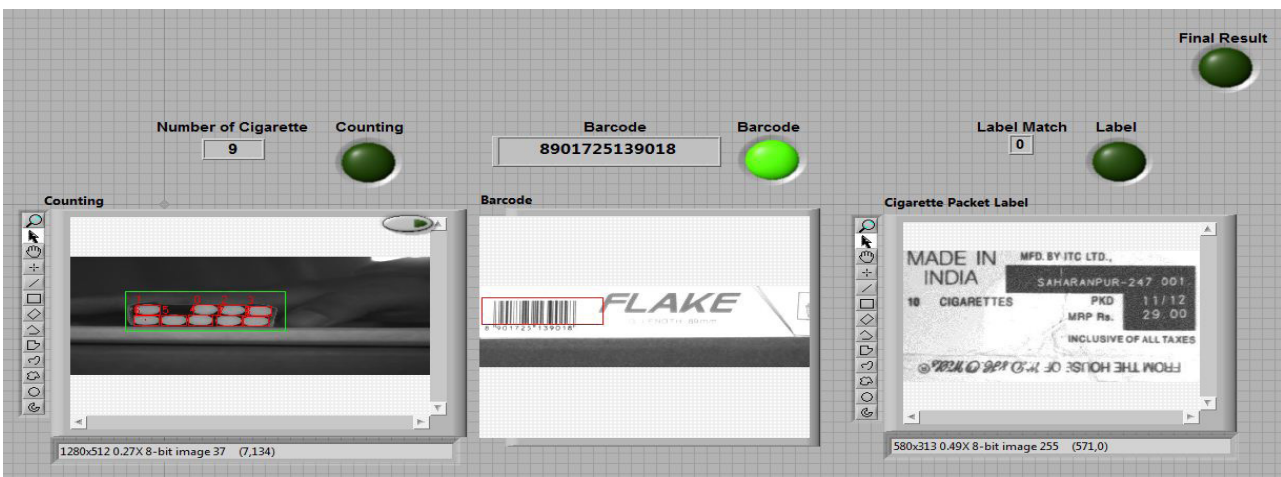 Final Result
Number of Cigarette
Counting
Barcode
Barcode
Label Match
Label
9
8901725139018
0
Counting
Barcode
Cigarette Packet Label
FLAKE
8 901725 139018
MADE IN
INDIA
MFD. BY ITC LTD.,
SAHARANPUR-247 001
10 CIGARETTES
PKD 11/12
MRP Rs. 29.00
INCLUSIVE OF ALL TAXES
FROM THE HOUSE OF
1280x512 0.27X 8-bit image 37 (7,134)
580x313 0.49X 8-bit image 255 (571,0)